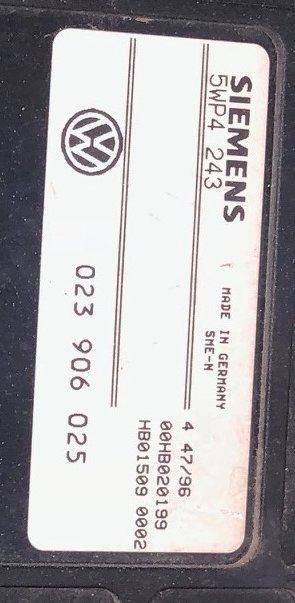 SIEMENS
5WP4 243
MADE IN GERMANY
SME-N
4 47/96
00HB020199
HB01509 0002
023 906 025